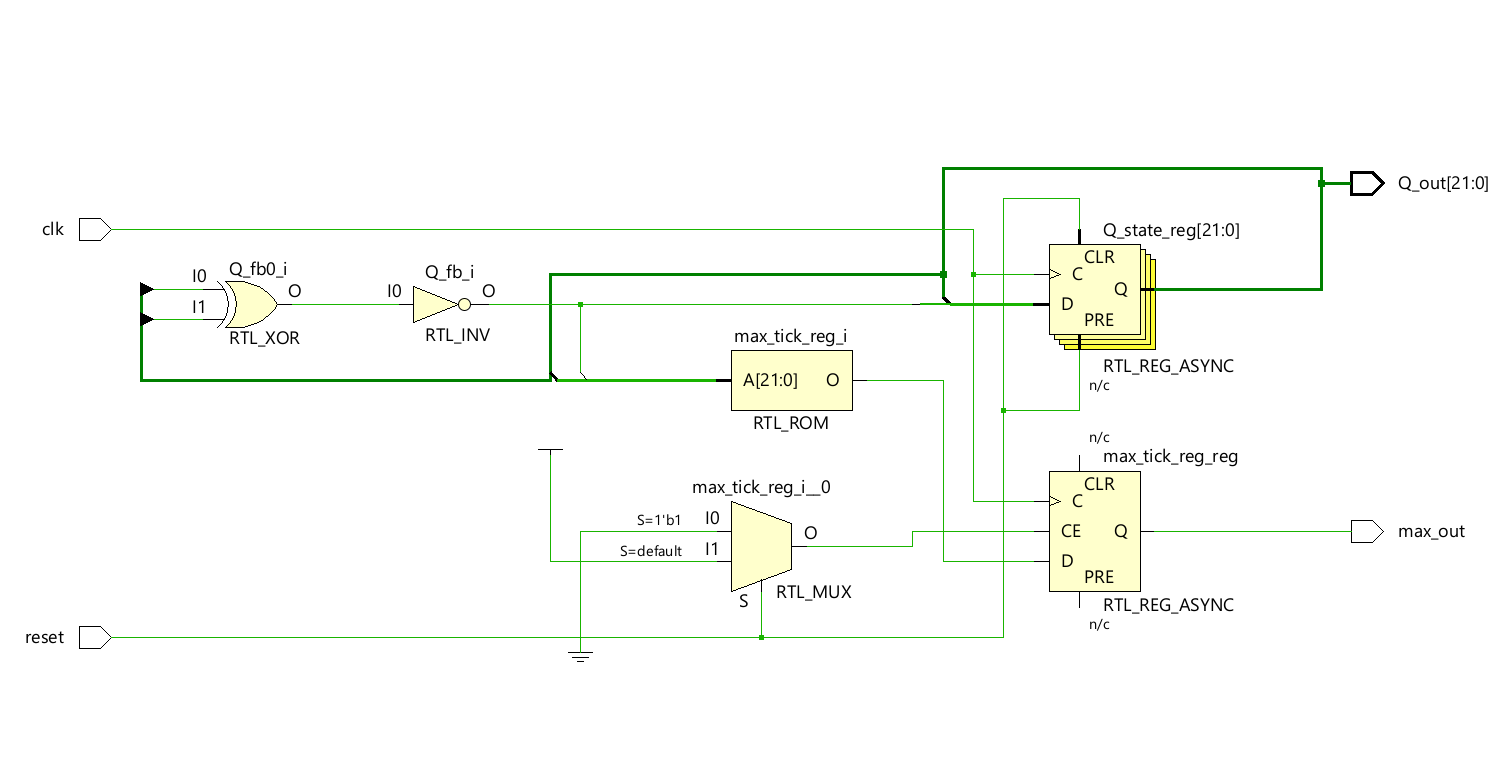 Q_out[21:0]
clk
Q_state_reg[21:0]
CLR
C
Q
D
PRE
RTL_REG_ASYNC
n/c
Q_fb0_i
I0
I1
O
RTL_XOR
Q_fb_i
I0
O
RTL_INV
max_tick_reg_i
A[21:0] O
RTL_ROM
n/c
max_tick_reg_reg
CLR
C
CE Q
D
PRE
RTL_REG_ASYNC
n/c
max_tick_reg_i__0
S=1'b1 I0
O
S=default I1
S
RTL_MUX
max_out
reset